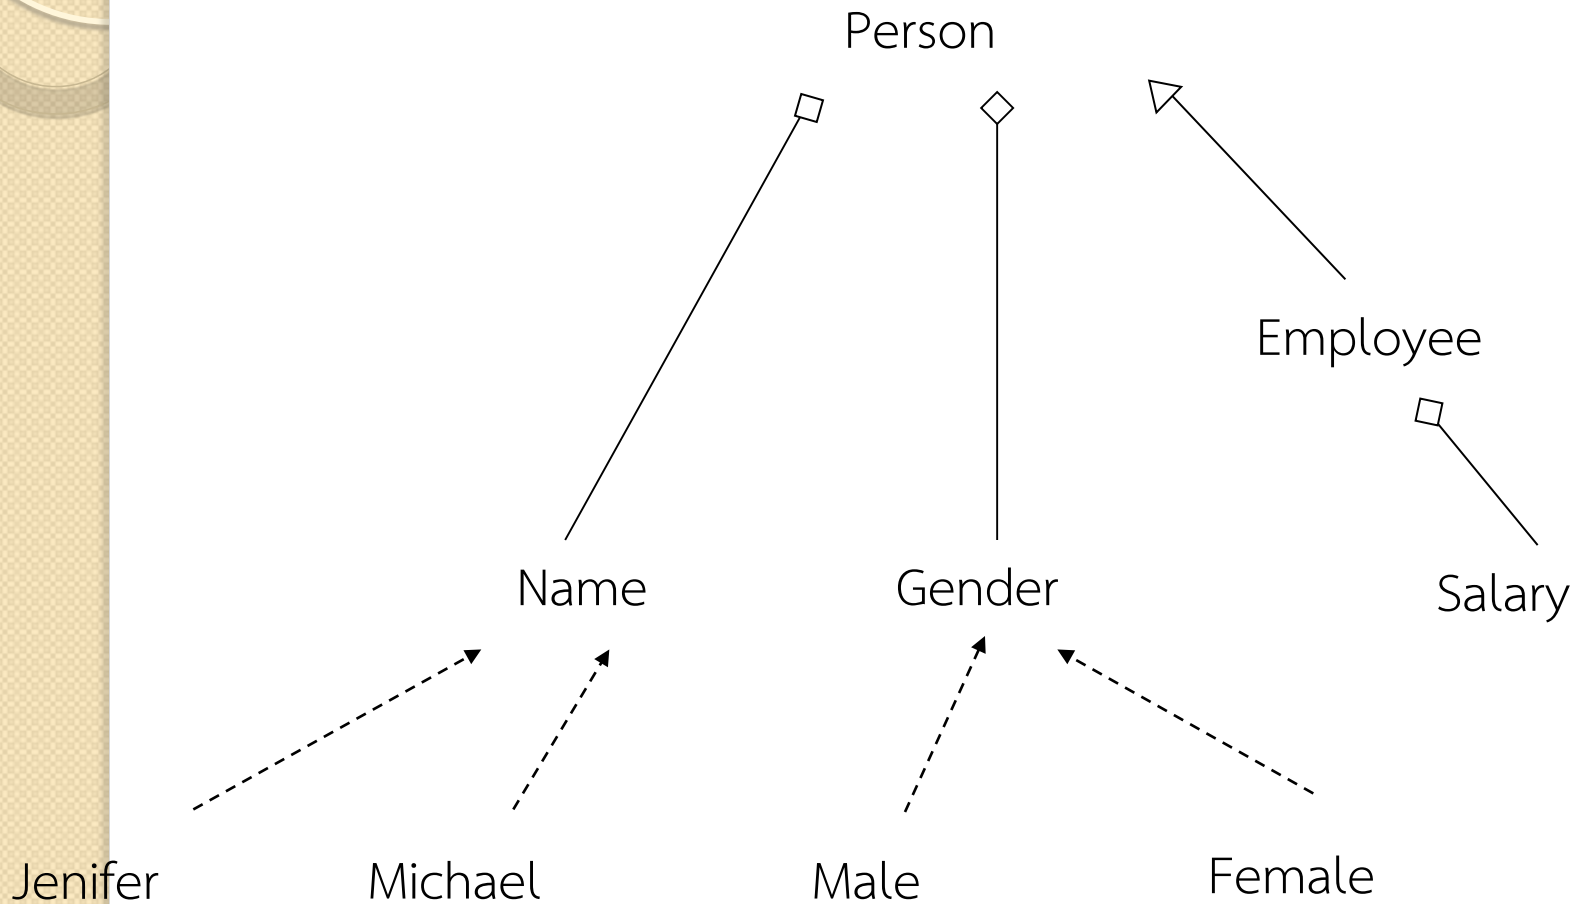 Person
Employee
Name
Gender
Salary
Jenifer
Michael
Male
Female